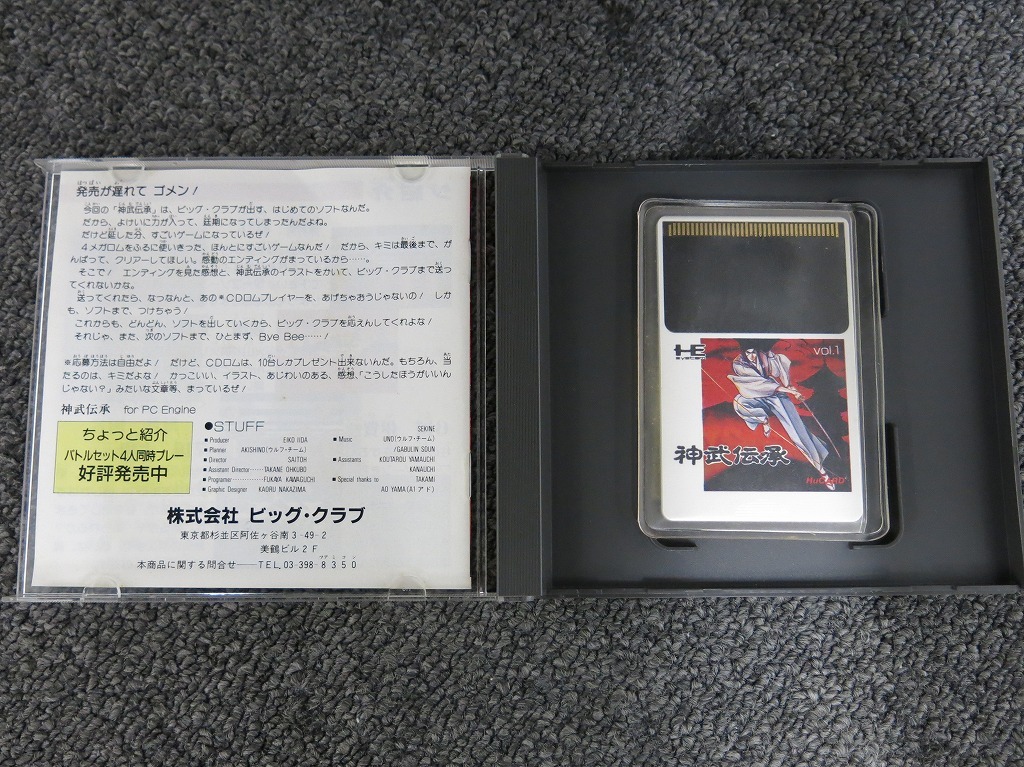 発売が遅れて ゴメン!
今回の「神武伝承」は、ビッグ・クラブが出す、はじめてのソフトなんだ。
だから、よけいに力が入って、延期になってしまったんだよね。
だけど延した分、すごいゲームになっているぜ!
4メガロムをふるに使いきった、ほんとにすごいゲームなんだ! だから、キミは最後まで、が
んばって、クリアーしてほしい。感動のエンディングがまっているから……。
そこで! エンディングを見た感想と、神武伝承のイラストをかいて、ビッグ・クラブまで送っ
てくれないかな。
送ってくれたら、なっなんと、あの※CDロムプレイヤーを、あげちゃおうじゃないの! しか
も、ソフトまで、つけちゃう!
これからも、どんどん、ソフトを出していくから、ビッグ・クラブを応えんしてくれよな!
それじゃ、また、次のソフトまで、ひとまず、Bye Bee……!
※応募方法は自由だよ! だけど、CDロムは、10台しかプレゼント出来ないんだ。もちろん、当
たるのは、キミだよな! かっこいい、イラスト、あじわいのある、感想、「こうしたほうがいいん
じゃない?」みたいな文章等、まっているぜ!
神武伝承 for PC Engine
ちょっと紹介
バトルセット4人同時プレー
好評発売中
●STUFF
■ Producer EIKO IIDA
■ Planner AKISHINO(ウルフ・チーム)
■ Director SAITOH
■ Assistant Director……TAKANE OHKUBO
■ Programer…………FUKAYA KAWAGUCHI
■ Graphic Designer KAORU NAKAZIMA
SEKINE
■ Music UNO(ウルフ・チーム)
/GABULIN SOUN
■ Assistants KOUTAROU YAMAUCHI
KANAUCHI
■ Special thanks to TAKAMI
AO YAMA(A1アド)
株式会社 ビッグ・クラブ
東京都杉並区阿佐ヶ谷南3-49-2
美鶴ビル2F
本商品に関する問合せ――TEL.03-398-8350
HE
vol.1
神武伝承
HuCARD